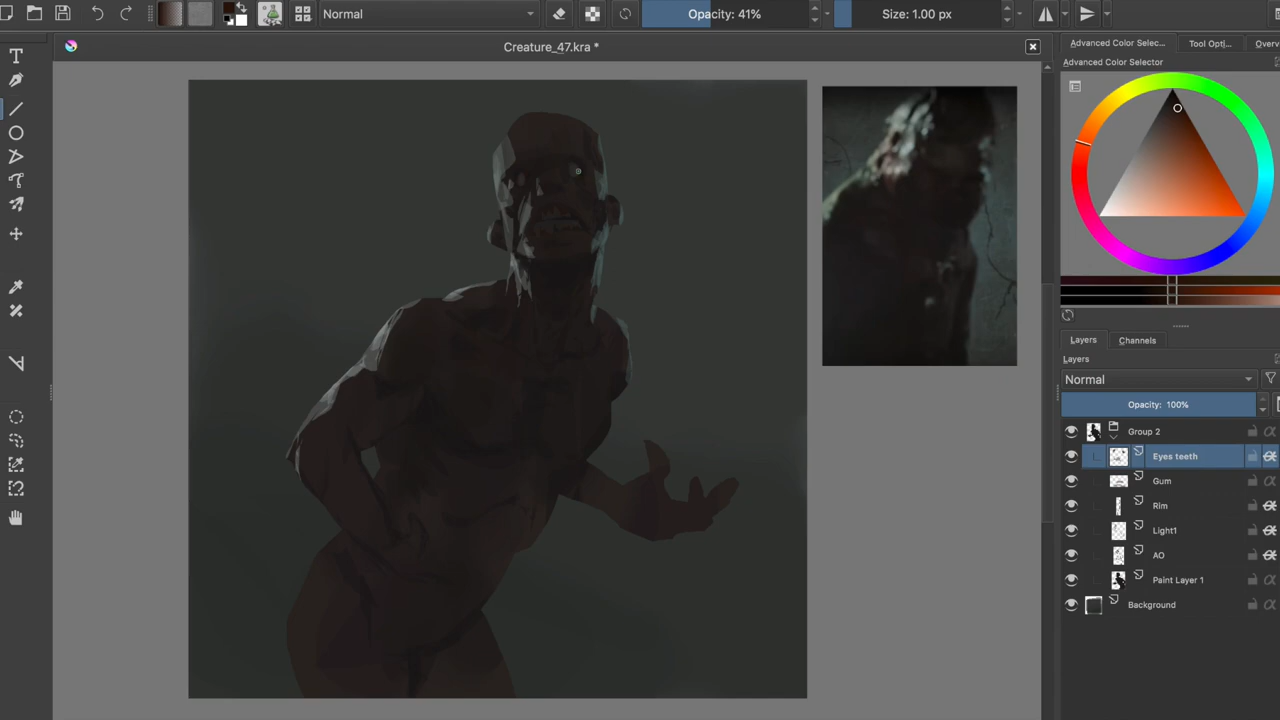 Normal
Opacity: 41%
Size: 1.00 px
Creature_47.kra *
Advanced Color Selec...
Tool Opti...
Overv
Advanced Color Selector
Layers
Channels
Layers
Normal
Opacity: 100%
Group 2
Eyes teeth
Gum
Rim
Light1
AO
Paint Layer 1
Background